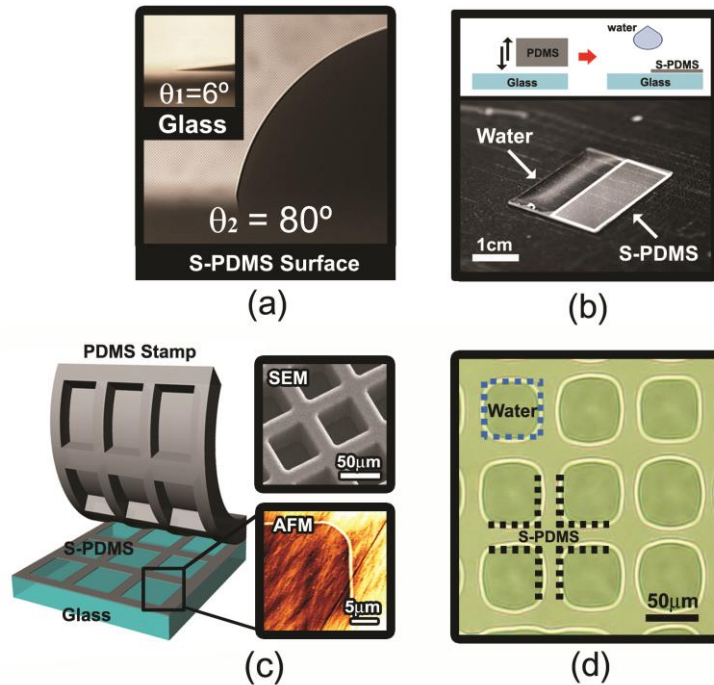 θ1=6º
Glass
θ2 = 80º
S-PDMS Surface
(a)
water
PDMS
S-PDMS
Glass
Glass
Water
S-PDMS
1cm
(b)
PDMS Stamp
S-PDMS
Glass
SEM
50μm
AFM
5μm
(c)
Water
S-PDMS
50μm
(d)